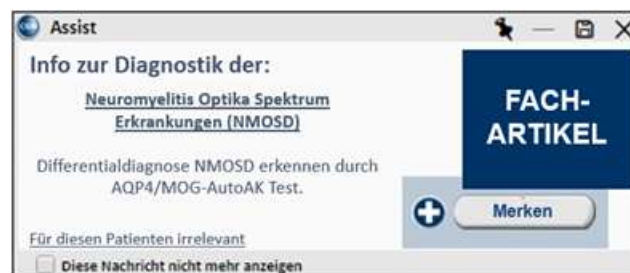 Assist
Info zur Diagnostik der:
Neuromyelitis Optika Spektrum
Erkrankungen (NMOSD)
Differentialdiagnose NMOSD erkennen durch
AQP4/MOG-AutoAK Test.
Für diesen Patienten irrelevant
Diese Nachricht nicht mehr anzeigen
FACH-
ARTIKEL
Merken